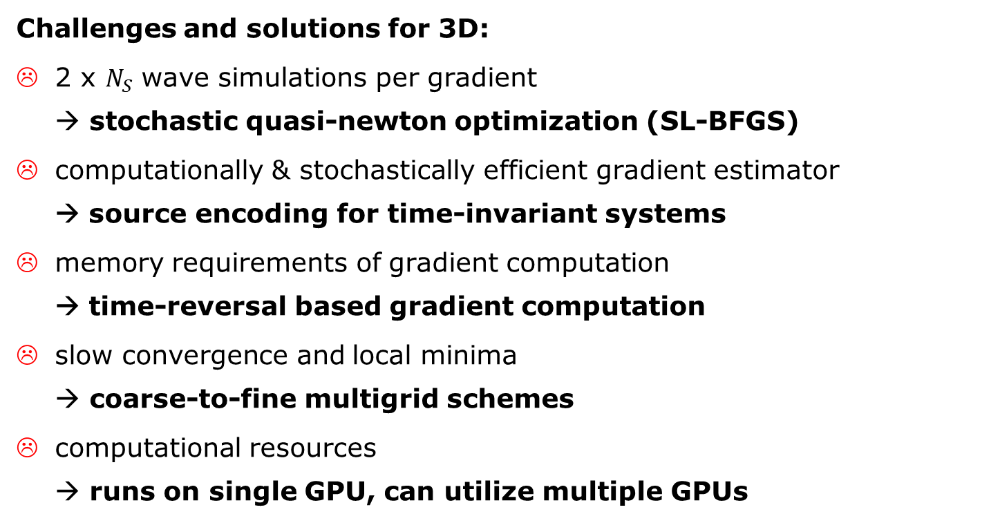 Challenges and solutions for 3D:
☹ 2 x N_S wave simulations per gradient
→ stochastic quasi-newton optimization (SL-BFGS)
☹ computationally & stochastically efficient gradient estimator
→ source encoding for time-invariant systems
☹ memory requirements of gradient computation
→ time-reversal based gradient computation
☹ slow convergence and local minima
→ coarse-to-fine multigrid schemes
☹ computational resources
→ runs on single GPU, can utilize multiple GPUs